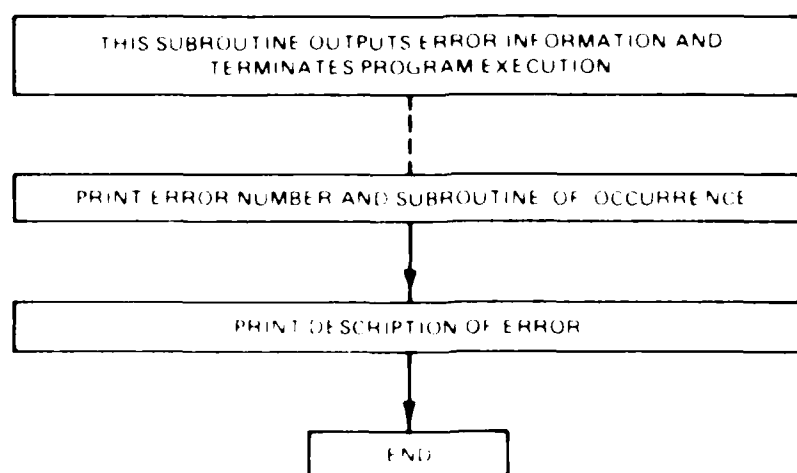 THIS SUBROUTINE OUTPUTS ERROR INFORMATION AND
TERMINATES PROGRAM EXECUTION
PRINT ERROR NUMBER AND SUBROUTINE OF OCCURRENCE
PRINT DESCRIPTION OF ERROR
END